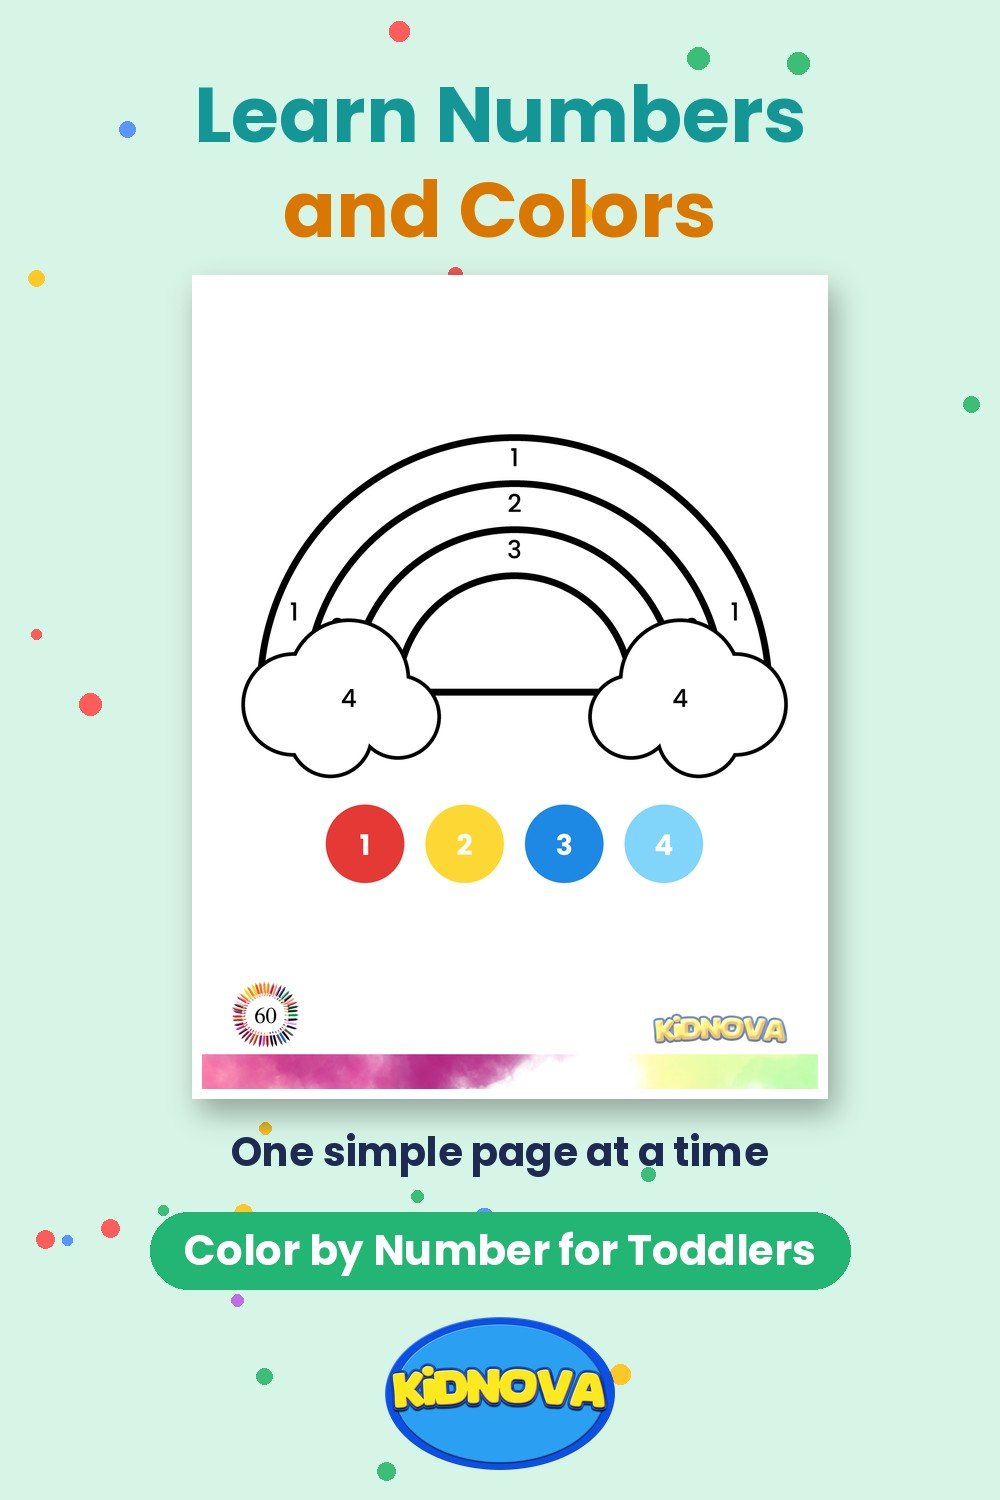 Learn Numbers
and Colors
1
2
3
1 1
4 4
1 2 3 4
60 KiDNOVA
One simple page at a time
Color by Number for Toddlers
KiDNOVA